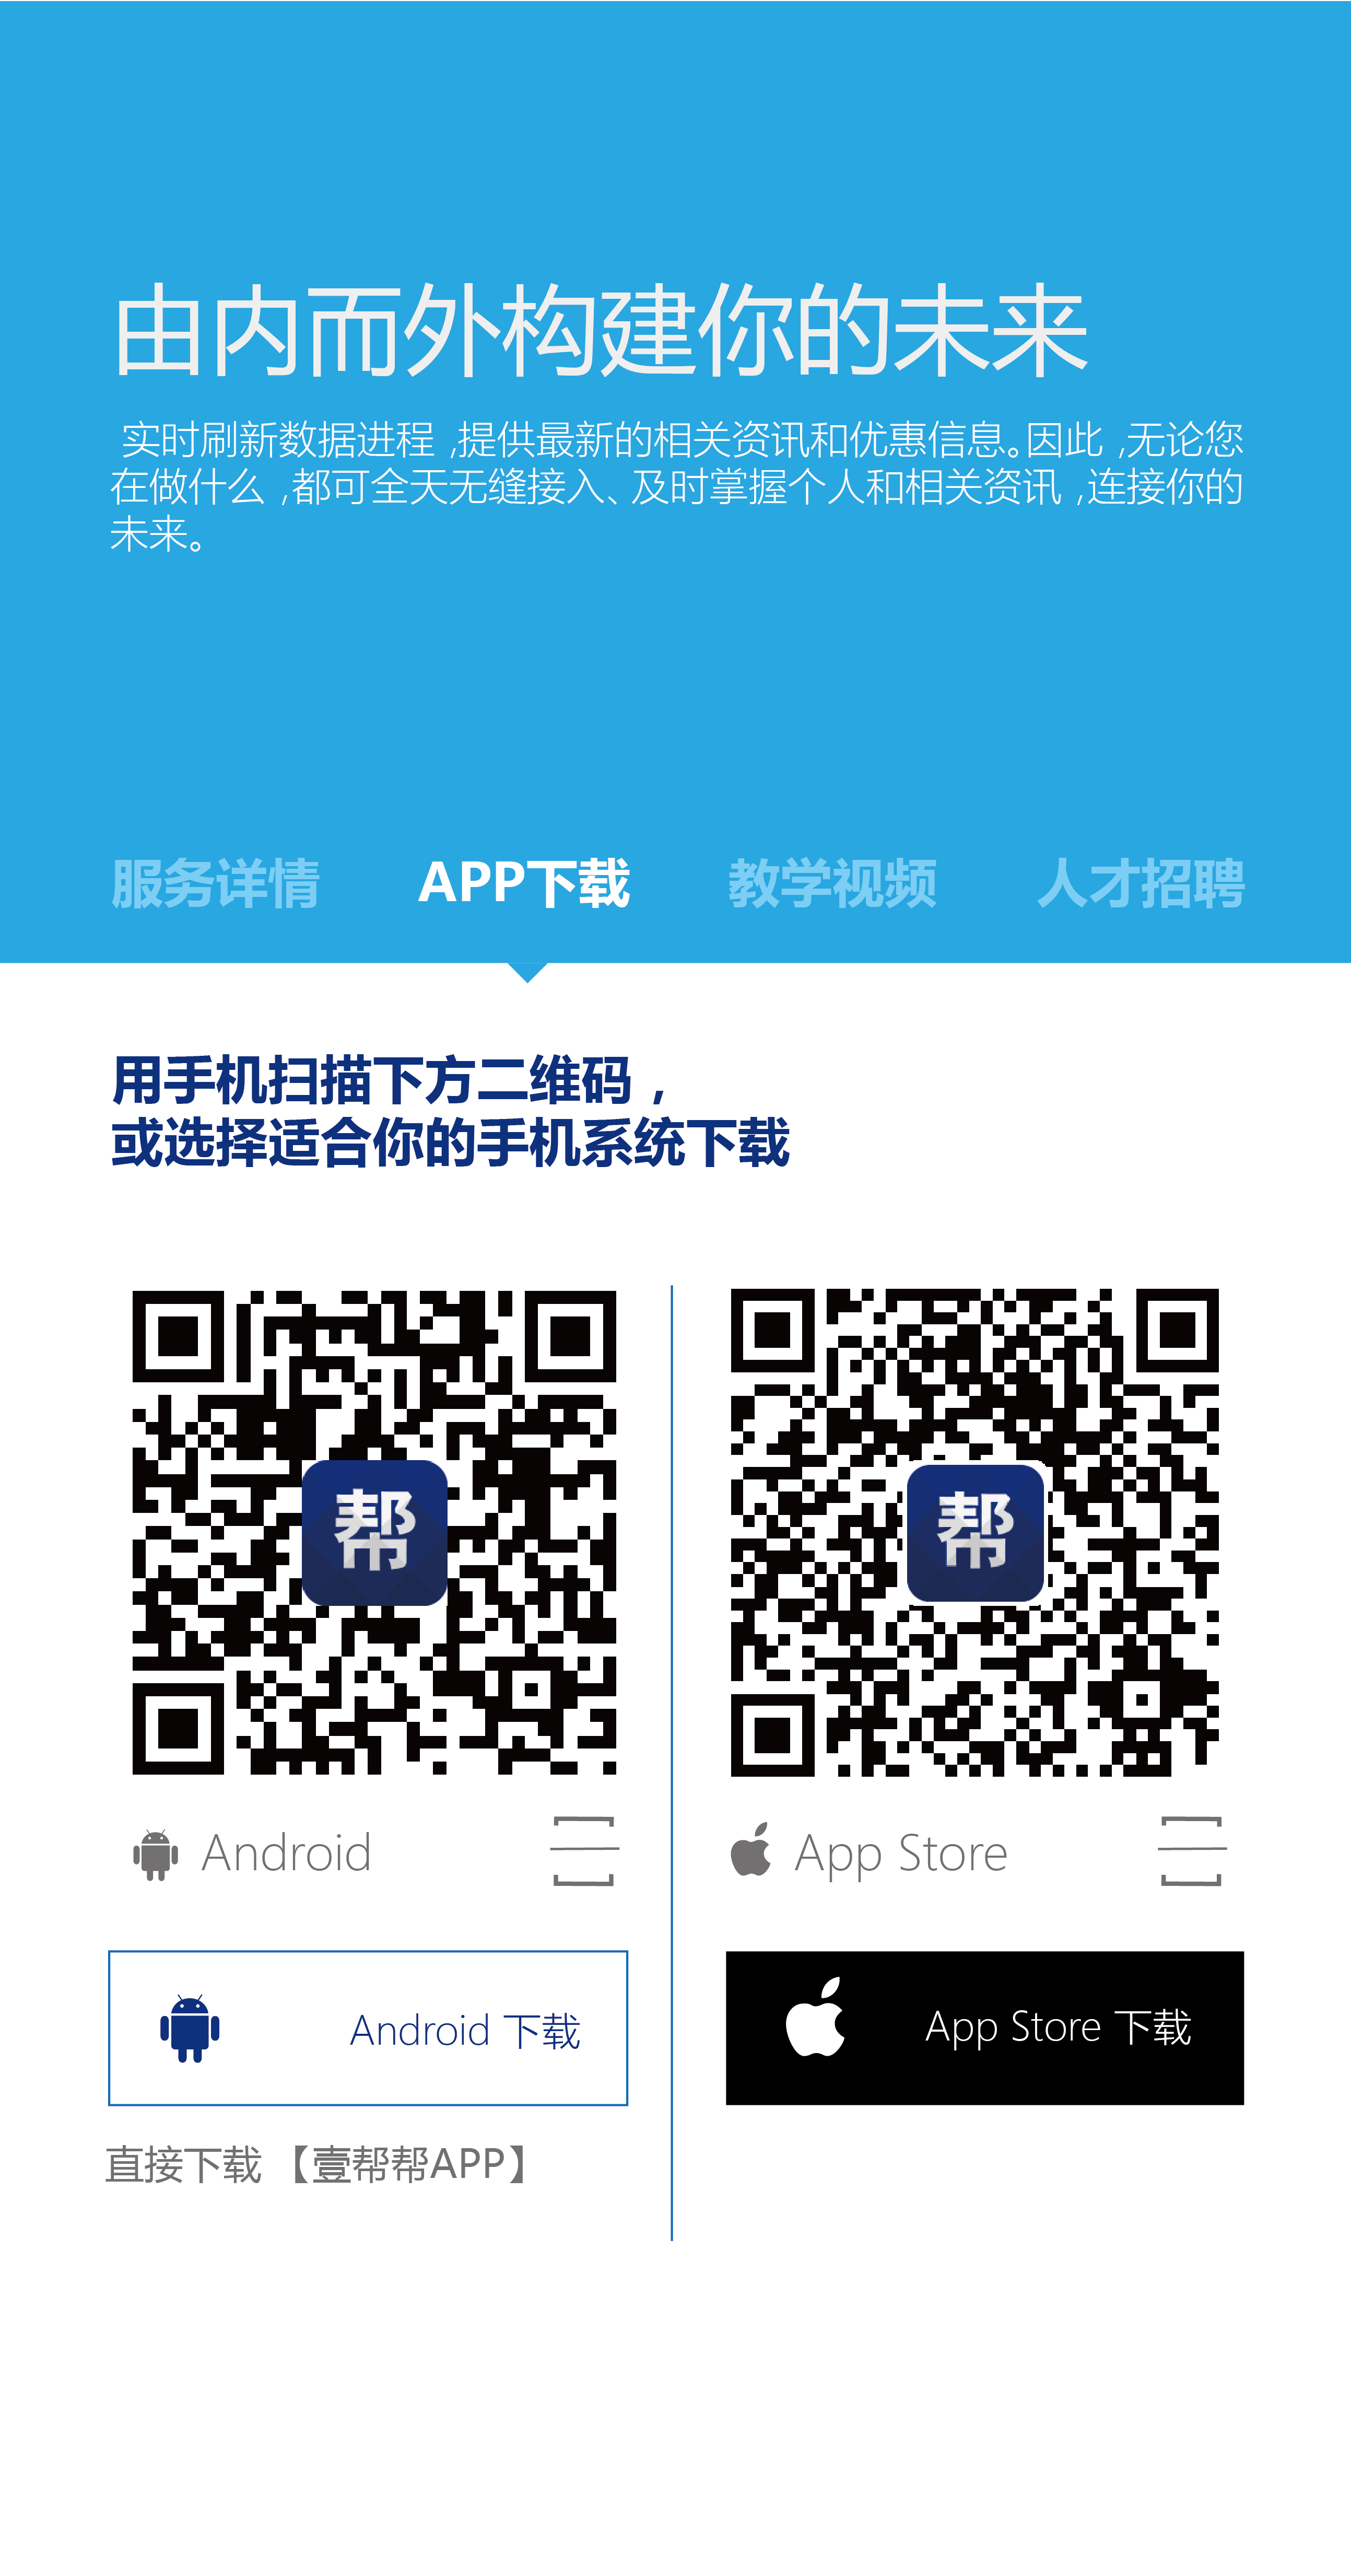 由内而外构建你的未来
实时刷新数据进程，提供最新的相关资讯和优惠信息。因此，无论您
在做什么，都可全天无缝接入、及时掌握个人和相关资讯，连接你的
未来。
服务详情 APP下载 教学视频 人才招聘
用手机扫描下方二维码，
或选择适合你的手机系统下载
帮 帮
Android App Store
Android 下载 App Store 下载
直接下载 【壹帮帮APP】